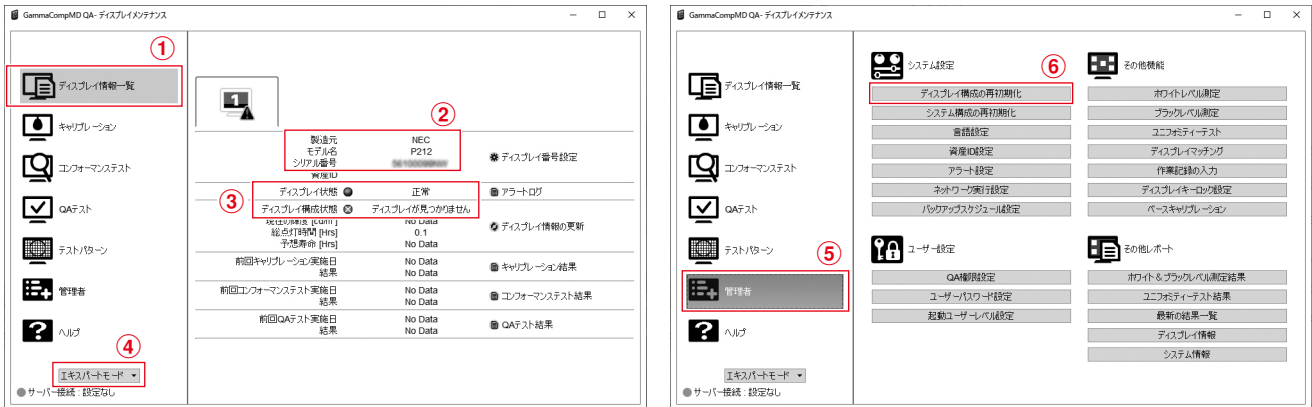 GammaCompMD QA- ディスプレイメンテナンス
①
ディスプレイ情報一覧
キャリブレーション
コンフォーマンステスト
QAテスト
テストパターン
管理者
ヘルプ
④
エキスパートモード
サーバー接続 : 設定なし
1
②
製造元 NEC
モデル名 P212
シリアル番号
資産ID
ディスプレイ番号設定
③
ディスプレイ状態 正常
アラートログ
ディスプレイ構成状態 ディスプレイが見つかりません
現在の輝度 [cd/m²] No Data
総点灯時間 [Hrs] 0.1
予想寿命 [Hrs] No Data
ディスプレイ情報の更新
前回キャリブレーション実施日 No Data
結果 No Data
キャリブレーション結果
前回コンフォーマンステスト実施日 No Data
結果 No Data
コンフォーマンステスト結果
前回QAテスト実施日 No Data
結果 No Data
QAテスト結果
GammaCompMD QA- ディスプレイメンテナンス
ディスプレイ情報一覧
キャリブレーション
コンフォーマンステスト
QAテスト
テストパターン
⑤
管理者
ヘルプ
エキスパートモード
サーバー接続 : 設定なし
システム設定
⑥
ディスプレイ構成の再初期化
システム構成の再初期化
言語設定
資産ID設定
アラート設定
ネットワーク実行設定
バックアップスケジュール設定
その他機能
ホワイトレベル測定
ブラックレベル測定
ユニフォミティーテスト
ディスプレイマッチング
作業記録の入力
ディスプレイキーロック設定
ベースキャリブレーション
ユーザー設定
QA権限設定
ユーザーパスワード設定
起動ユーザーレベル設定
その他レポート
ホワイト & ブラックレベル測定結果
ユニフォミティーテスト結果
最新の結果一覧
ディスプレイ情報
システム情報